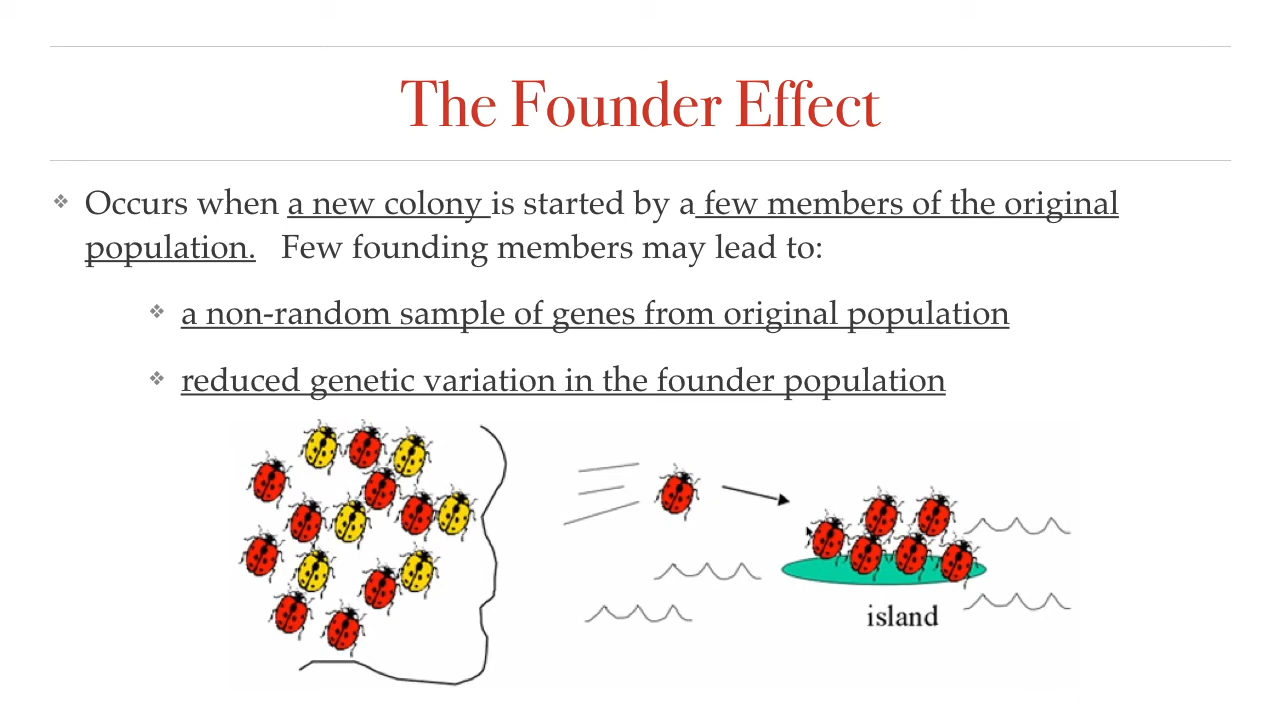 The Founder Effect
Occurs when a new colony is started by a few members of the original
population. Few founding members may lead to:
a non-random sample of genes from original population
reduced genetic variation in the founder population
island